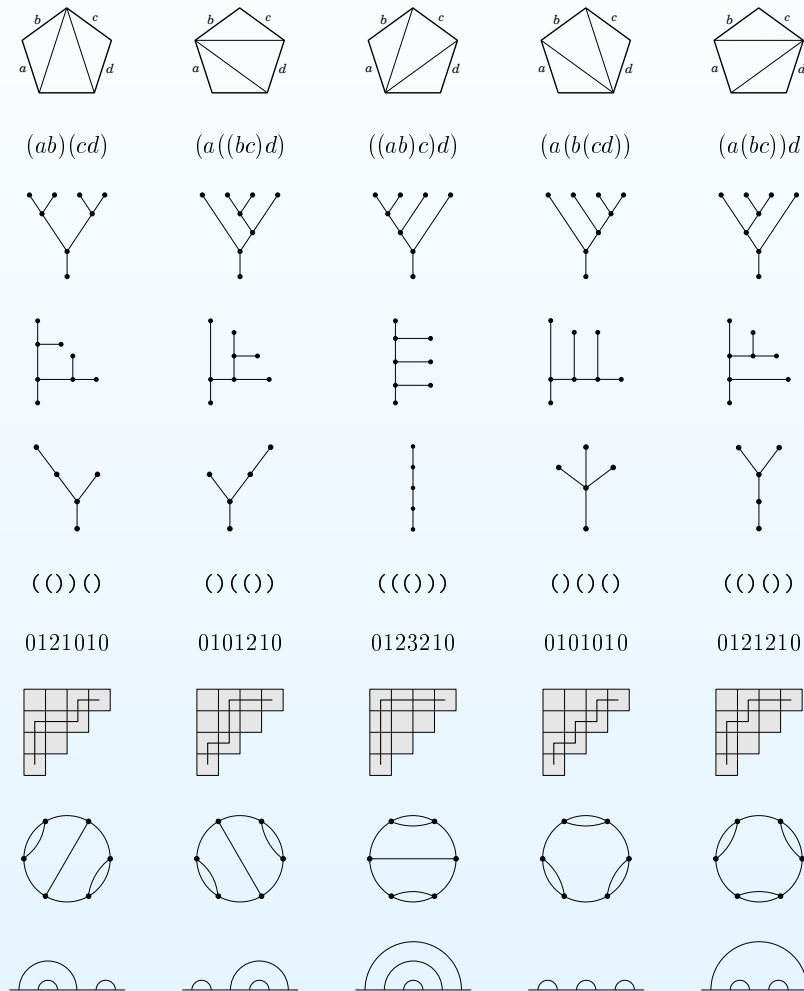 b c b c b c b c b c
a d a d a d a d a d
(ab)(cd) (a((bc)d) ((ab)c)d) (a(b(cd)) (a(bc))d
(())() ()(()) ((())) ()()() (()())
0121010 0101210 0123210 0101010 0121210